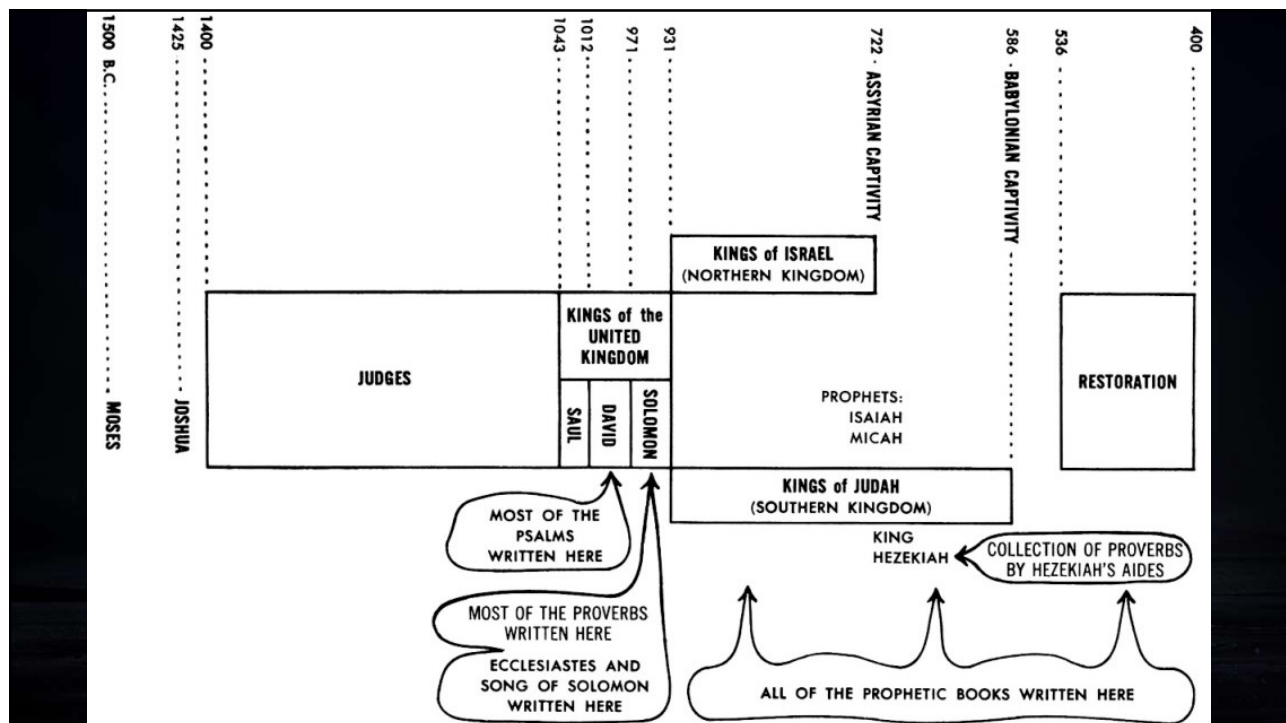 1500 B.C.
1425
1400
1043
1012
971
931
722 · ASSYRIAN CAPTIVITY
586 · BABYLONIAN CAPTIVITY
536
400
KINGS of ISRAEL
(NORTHERN KINGDOM)
KINGS of the
UNITED
KINGDOM
JUDGES
SAUL
DAVID
SOLOMON
MOSES
JOSHUA
PROPHETS:
ISAIAH
MICAH
RESTORATION
KINGS of JUDAH
(SOUTHERN KINGDOM)
MOST OF THE
PSALMS
WRITTEN HERE
KING
HEZEKIAH
COLLECTION OF PROVERBS
BY HEZEKIAH'S AIDES
MOST OF THE PROVERBS
WRITTEN HERE
ECCLESIASTES AND
SONG OF SOLOMON
WRITTEN HERE
ALL OF THE PROPHETIC BOOKS WRITTEN HERE